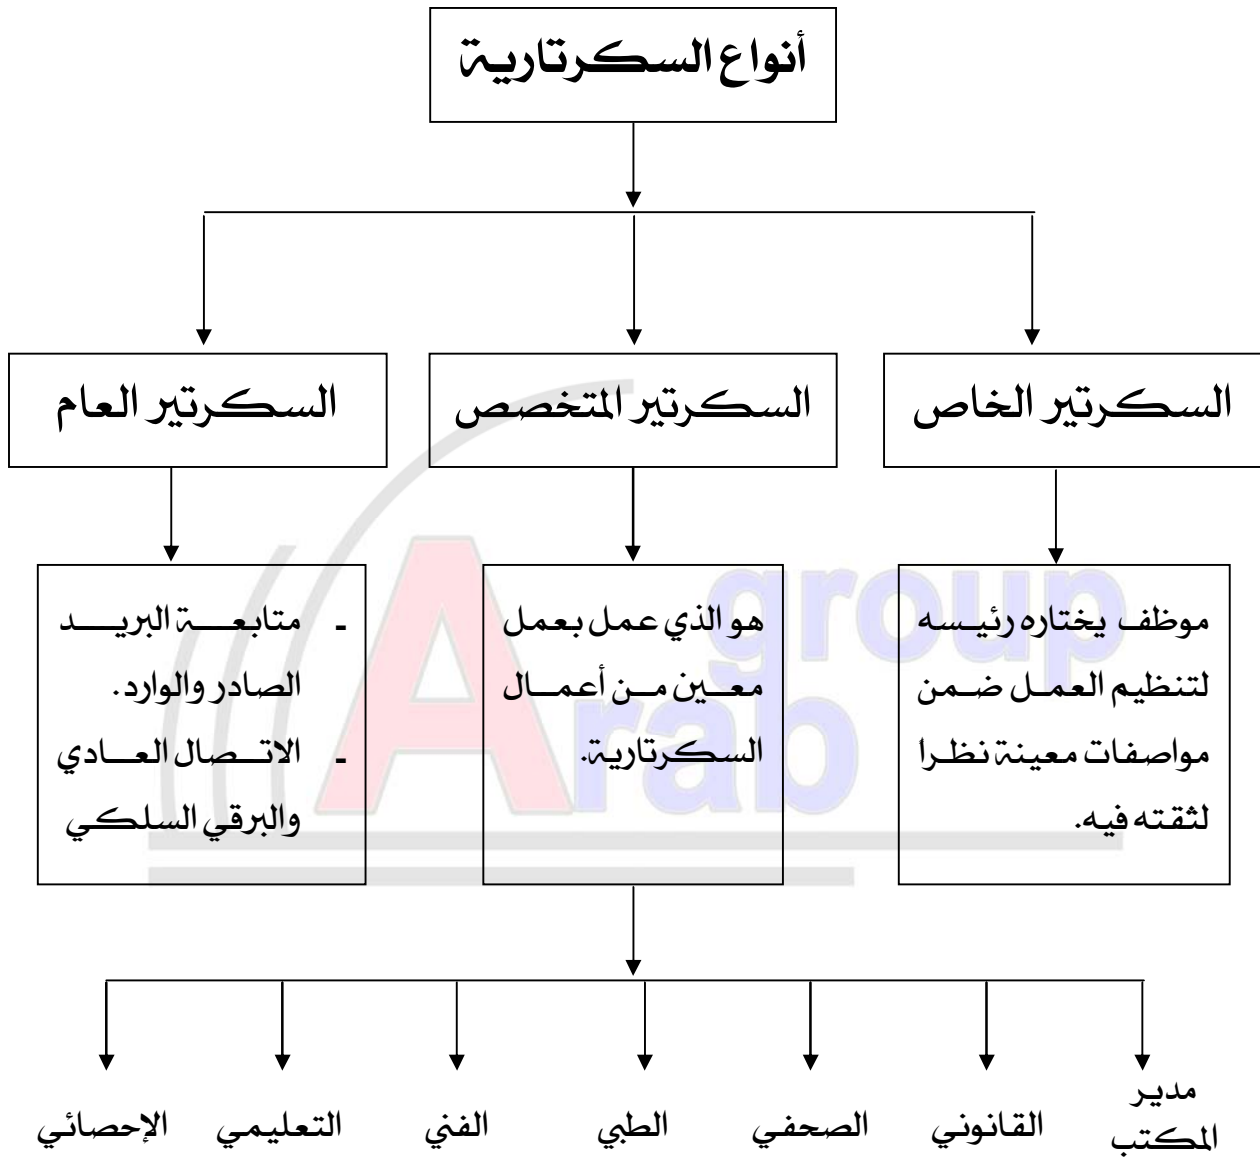 أنواع السكرتارية
السكرتير الخاص
السكرتير المتخصص
السكرتير العام
موظف يختاره رئيسه
لتنظيم العمل ضمن
مواصفات معينة نظرا
لثقته فيه.
هو الذي عمل بعمل
معين من أعمال
السكرتارية.
- متابعة البريد
الصادر والوارد.
- الاتصال العادي
والبرقي السلكي
مدير
المكتب
القانوني
الصحفي
الطبي
الفني
التعليمي
الإحصائي
Arab
group